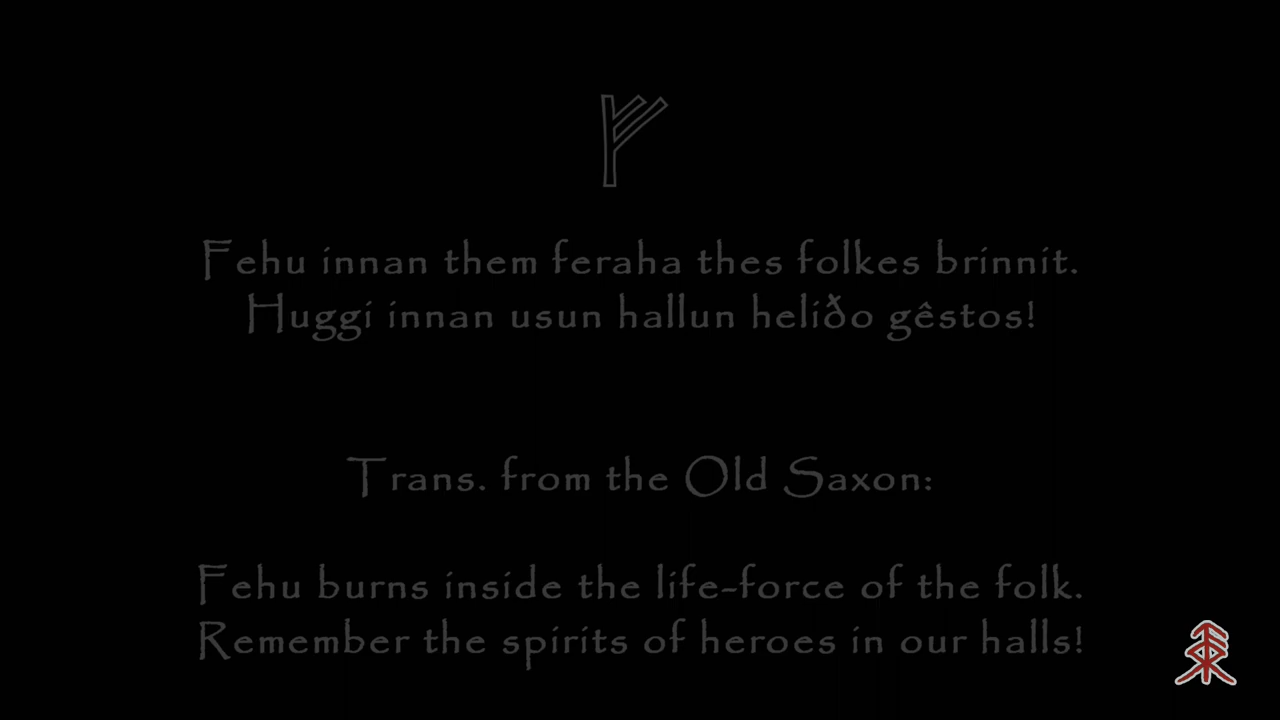 ᚠ
Fehu innan them feraha thes folkes brinnit.
Huggi innan usun hallun heliðo gêstos!
Trans. from the Old Saxon:
Fehu burns inside the life-force of the folk.
Remember the spirits of heroes in our halls!